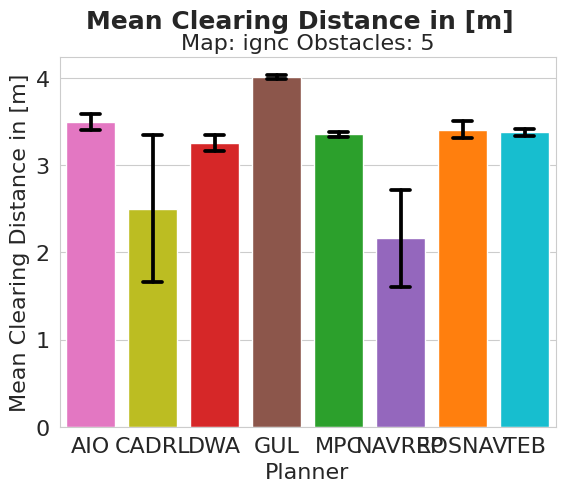 Mean Clearing Distance in [m]
Map: ignc Obstacles: 5
Mean Clearing Distance in [m]
4
3
2
1
0
AIO CADRL DWA GUL MPC NAVREP ROSNAV TEB
Planner